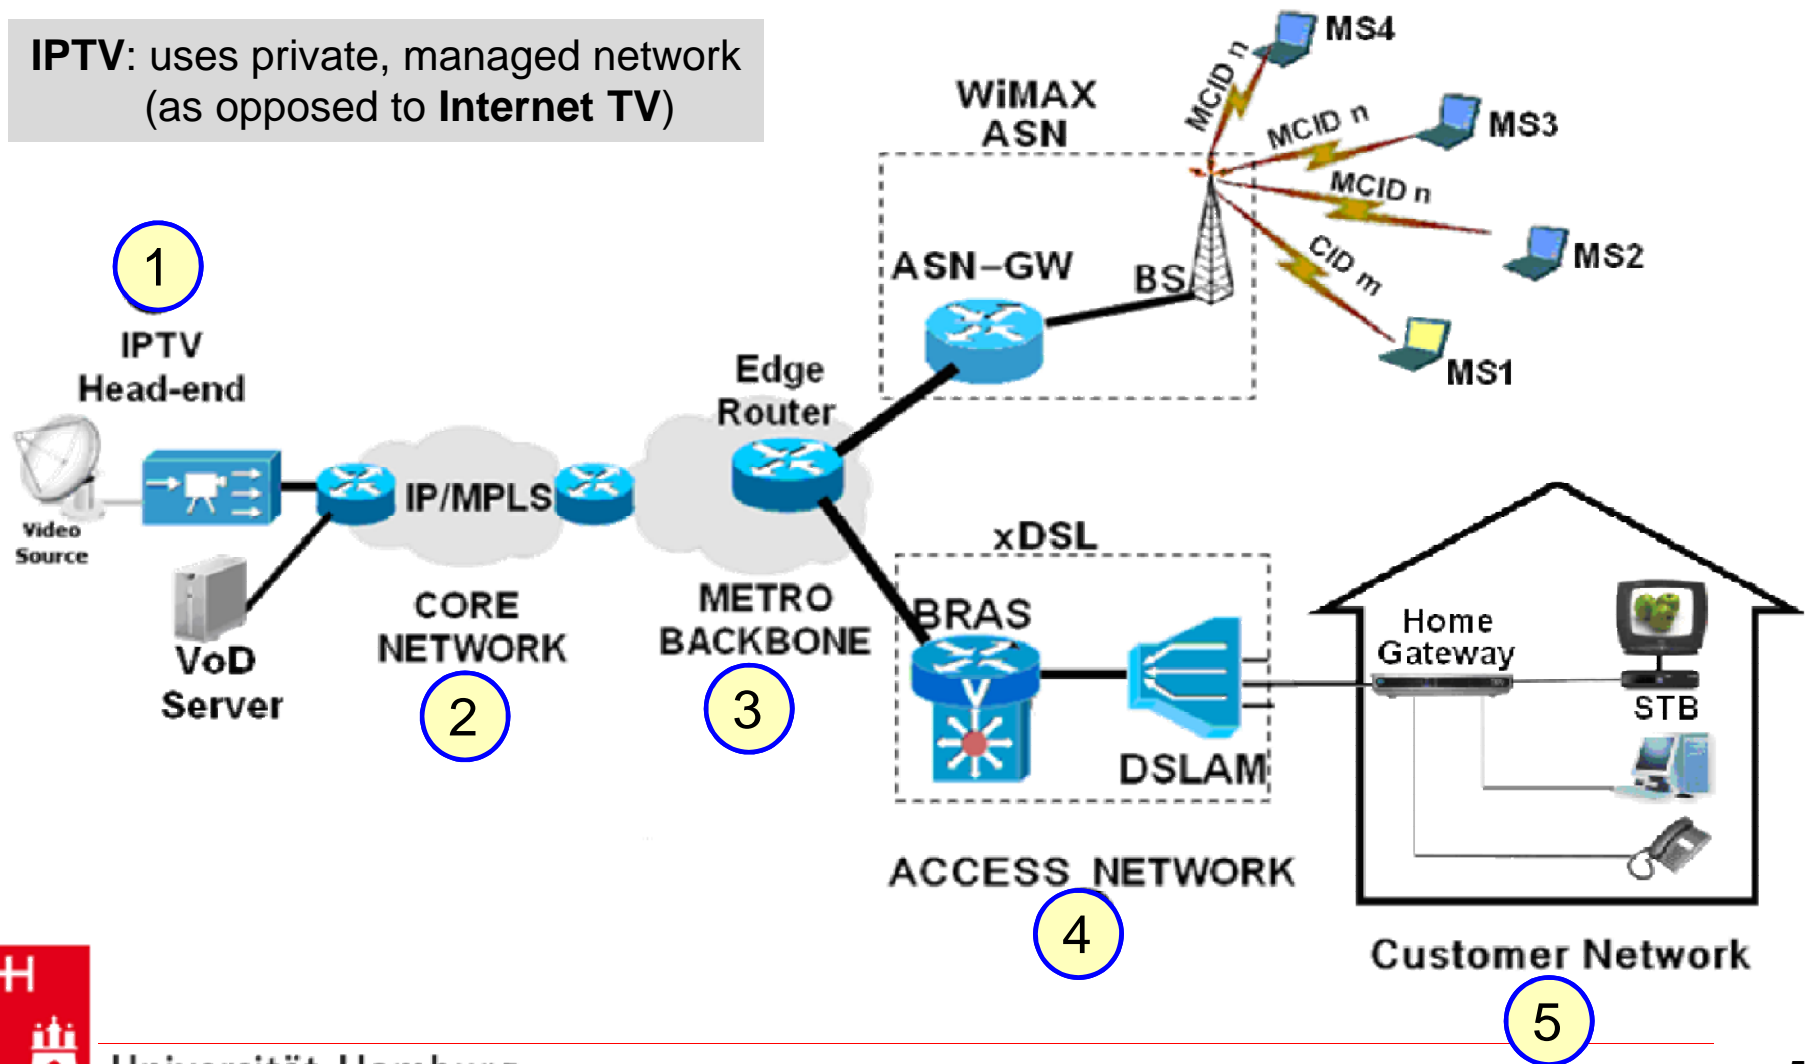 IPTV: uses private, managed network
(as opposed to Internet TV)
WiMAX
ASN
MS4
MCID n
MCID n
MS3
MCID n
MS2
CID m
MS1
ASN–GW
BS
1
IPTV
Head-end
Video
Source
VoD
Server
IP/MPLS
CORE
NETWORK
2
Edge
Router
METRO
BACKBONE
3
xDSL
BRAS
V
DSLAM
ACCESS NETWORK
4
Home
Gateway
STB
Customer Network
5
H
Universität Hamburg